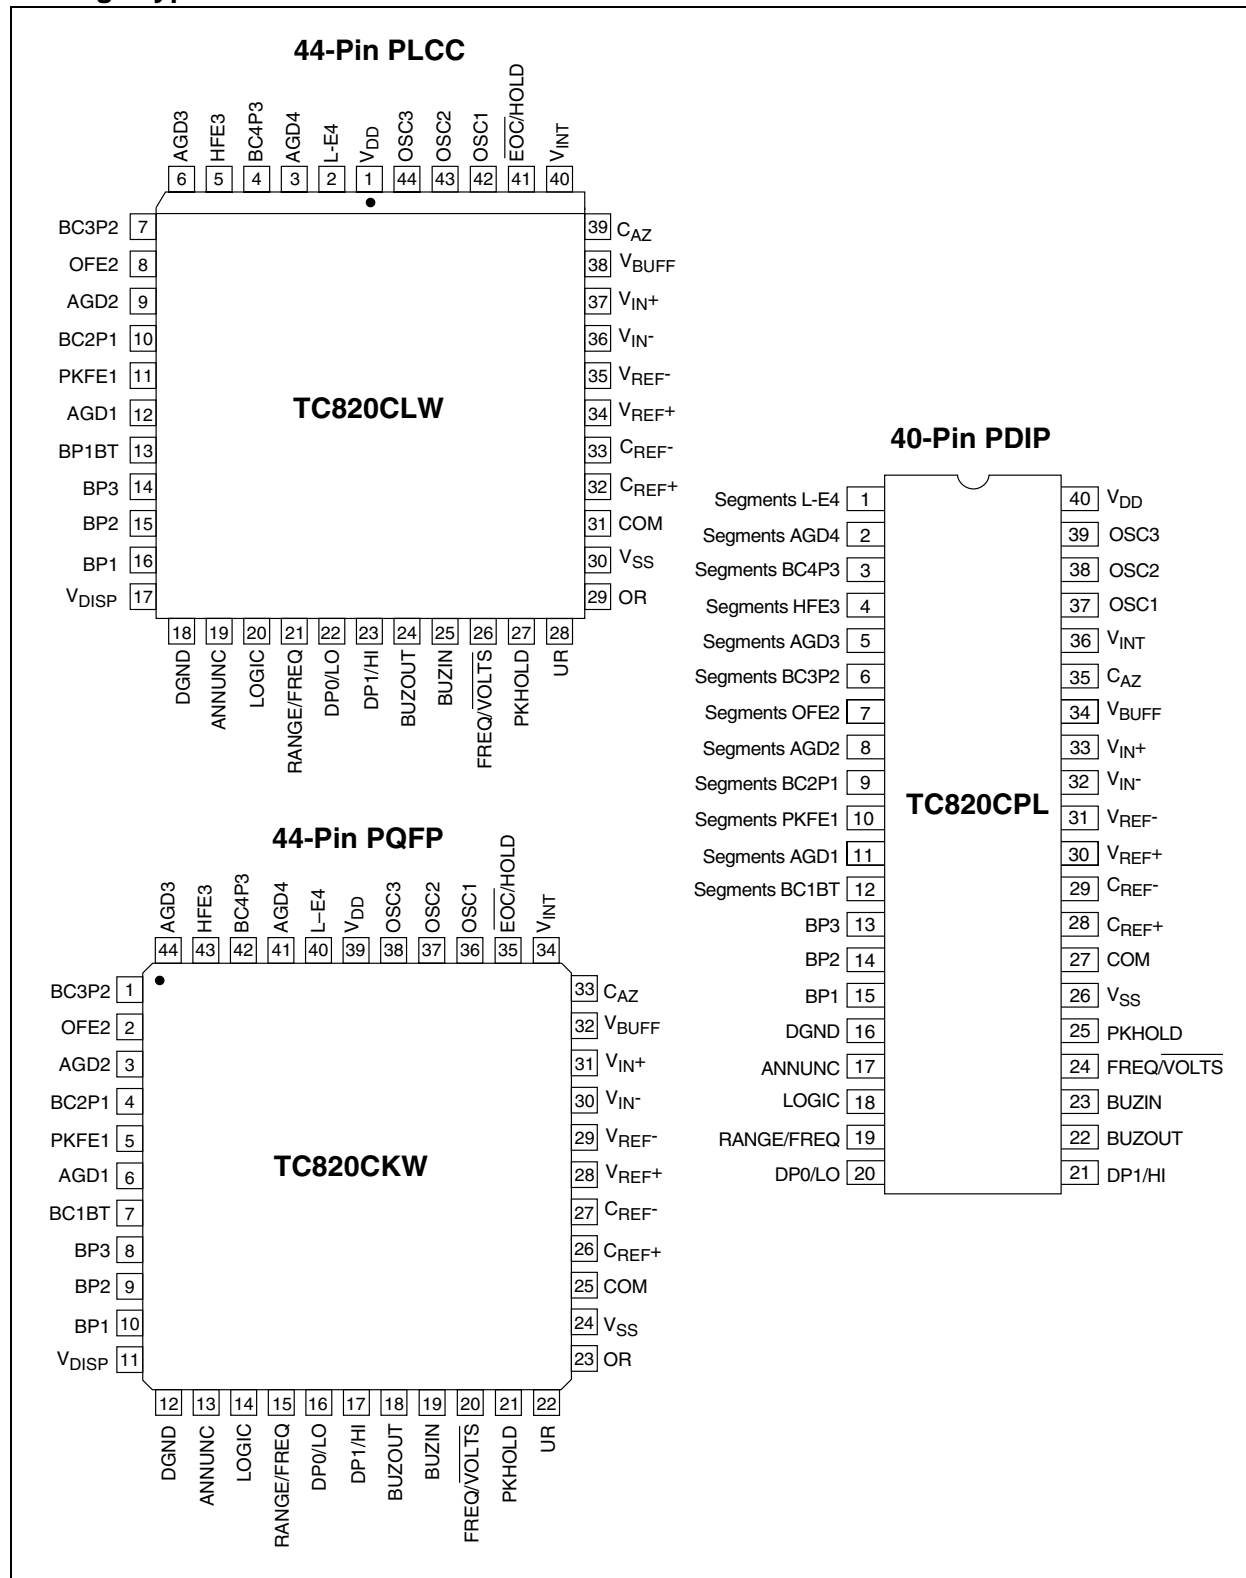 44-Pin PLCC
AGD3
HFE3
BC4P3
AGD4
L-E4
VDD
OSC3
OSC2
OSC1
EOC/HOLD
VINT
6 5 4 3 2 1 44 43 42 41 40
BC3P2 7
OFE2 8
AGD2 9
BC2P1 10
PKFE1 11
AGD1 12
BP1BT 13
BP3 14
BP2 15
BP1 16
VDISP 17
TC820CLW
39 CAZ
38 VBUFF
37 VIN+
36 VIN-
35 VREF-
34 VREF+
33 CREF-
32 CREF+
31 COM
30 VSS
29 OR
18 19 20 21 22 23 24 25 26 27 28
DGND
ANNUNC
LOGIC
RANGE/FREQ
DP0/LO
DP1/HI
BUZOUT
BUZIN
FREQ/VOLTS
PKHOLD
UR
44-Pin PQFP
AGD3
HFE3
BC4P3
AGD4
L–E4
VDD
OSC3
OSC2
OSC1
EOC/HOLD
VINT
44 43 42 41 40 39 38 37 36 35 34
BC3P2 1
OFE2 2
AGD2 3
BC2P1 4
PKFE1 5
AGD1 6
BC1BT 7
BP3 8
BP2 9
BP1 10
VDISP 11
TC820CKW
33 CAZ
32 VBUFF
31 VIN+
30 VIN-
29 VREF-
28 VREF+
27 CREF-
26 CREF+
25 COM
24 VSS
23 OR
12 13 14 15 16 17 18 19 20 21 22
DGND
ANNUNC
LOGIC
RANGE/FREQ
DP0/LO
DP1/HI
BUZOUT
BUZIN
FREQ/VOLTS
PKHOLD
UR
40-Pin PDIP
Segments L-E4 1
Segments AGD4 2
Segments BC4P3 3
Segments HFE3 4
Segments AGD3 5
Segments BC3P2 6
Segments OFE2 7
Segments AGD2 8
Segments BC2P1 9
Segments PKFE1 10
Segments AGD1 11
Segments BC1BT 12
BP3 13
BP2 14
BP1 15
DGND 16
ANNUNC 17
LOGIC 18
RANGE/FREQ 19
DP0/LO 20
TC820CPL
40 VDD
39 OSC3
38 OSC2
37 OSC1
36 VINT
35 CAZ
34 VBUFF
33 VIN+
32 VIN-
31 VREF-
30 VREF+
29 CREF-
28 CREF+
27 COM
26 VSS
25 PKHOLD
24 FREQ/VOLTS
23 BUZIN
22 BUZOUT
21 DP1/HI